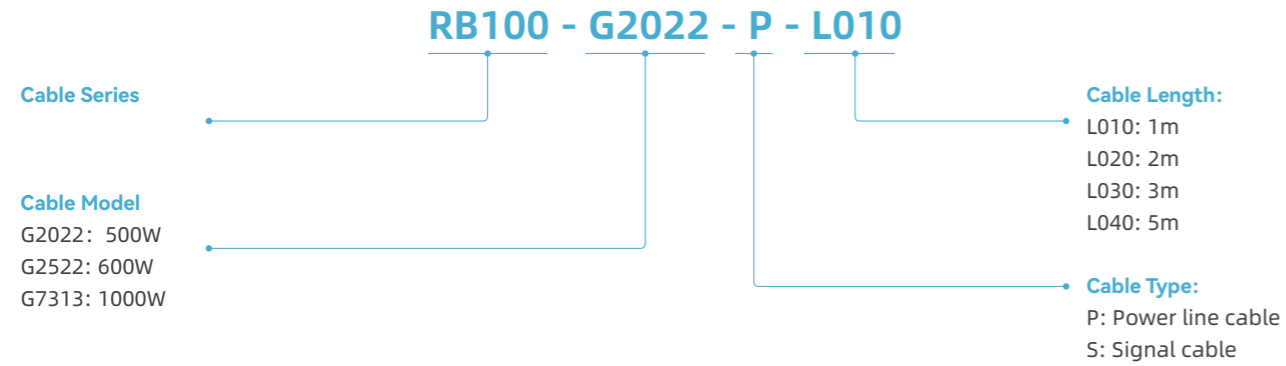 RB100 - G2022 - P - L010
Cable Series
Cable Model
G2022: 500W
G2522: 600W
G7313: 1000W
Cable Length:
L010: 1m
L020: 2m
L030: 3m
L040: 5m
Cable Type:
P: Power line cable
S: Signal cable